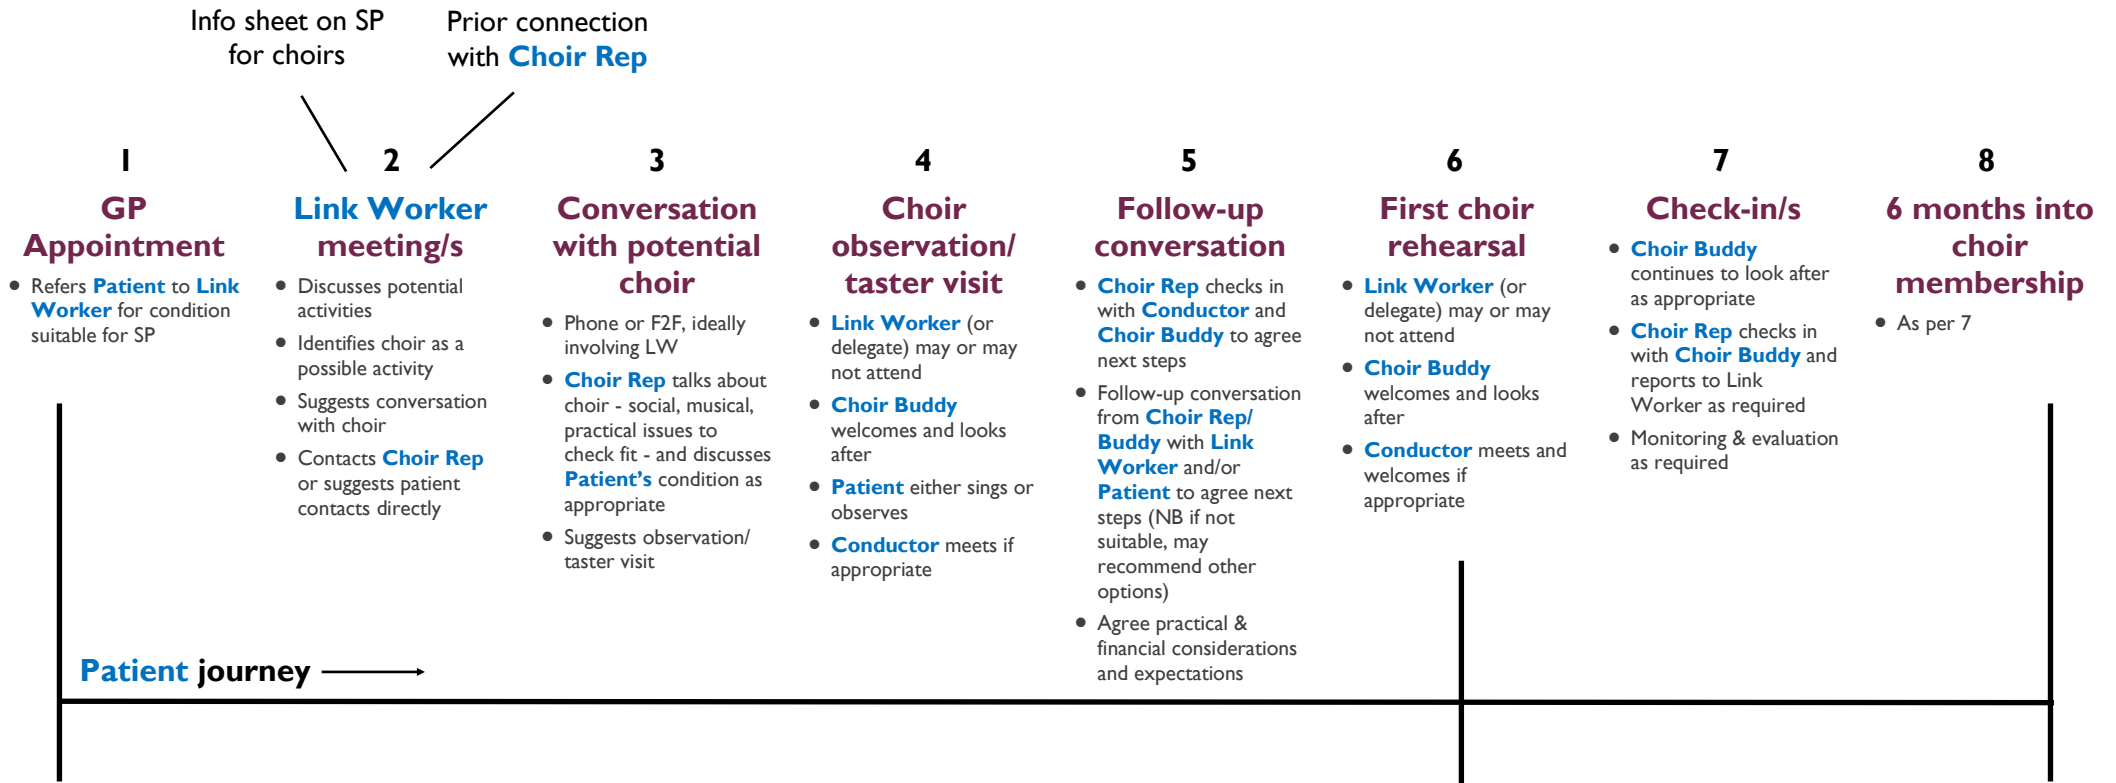 Info sheet on SP
for choirs
Prior connection
with Choir Rep
1
GP
Appointment
• Refers Patient to Link
Worker for condition
suitable for SP
2
Link Worker
meeting/s
• Discusses potential
activities
• Identifies choir as a
possible activity
• Suggests conversation
with choir
• Contacts Choir Rep
or suggests patient
contacts directly
3
Conversation
with potential
choir
• Phone or F2F, ideally
involving LW
• Choir Rep talks about
choir - social, musical,
practical issues to
check fit - and discusses
Patient's condition as
appropriate
• Suggests observation/
taster visit
4
Choir
observation/
taster visit
• Link Worker (or
delegate) may or may
not attend
• Choir Buddy
welcomes and looks
after
• Patient either sings or
observes
• Conductor meets if
appropriate
5
Follow-up
conversation
• Choir Rep checks in
with Conductor and
Choir Buddy to agree
next steps
• Follow-up conversation
from Choir Rep/
Buddy with Link
Worker and/or
Patient to agree next
steps (NB if not
suitable, may
recommend other
options)
• Agree practical &
financial considerations
and expectations
6
First choir
rehearsal
• Link Worker (or
delegate) may or may
not attend
• Choir Buddy
welcomes and looks
after
• Conductor meets and
welcomes if
appropriate
7
Check-in/s
• Choir Buddy
continues to look after
as appropriate
• Choir Rep checks in
with Choir Buddy and
reports to Link
Worker as required
• Monitoring & evaluation
as required
8
6 months into
choir
membership
• As per 7
Patient journey